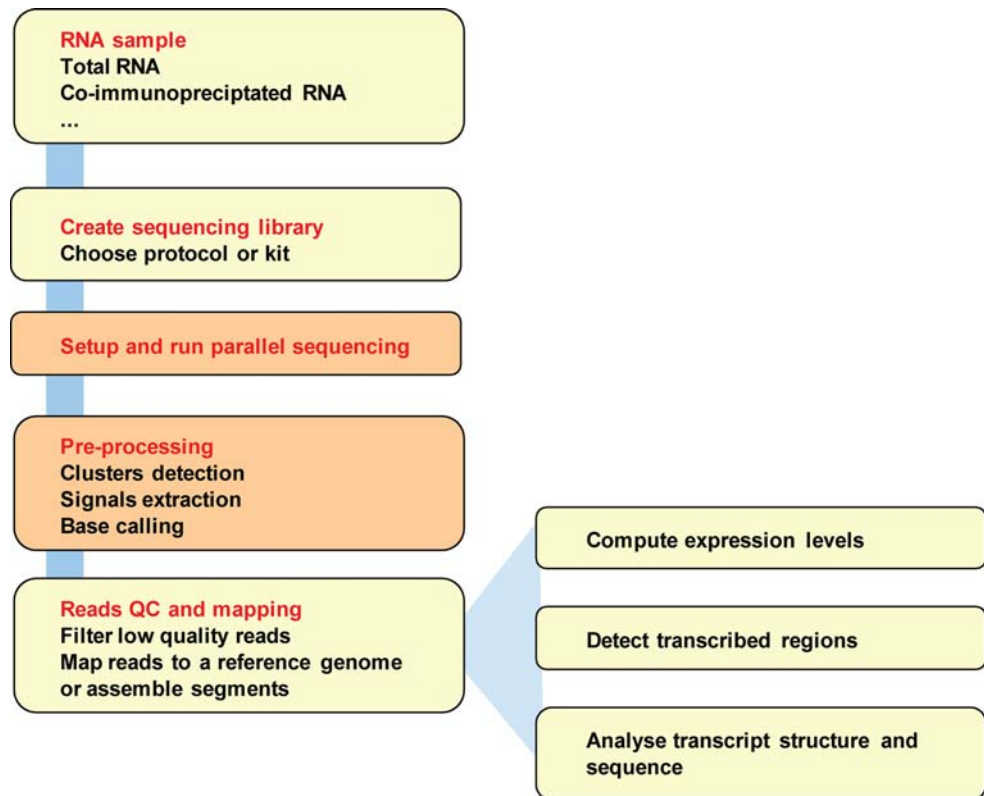 RNA sample
Total RNA
Co-immunopreciptated RNA
...
Create sequencing library
Choose protocol or kit
Setup and run parallel sequencing
Pre-processing
Clusters detection
Signals extraction
Base calling
Reads QC and mapping
Filter low quality reads
Map reads to a reference genome
or assemble segments
Compute expression levels
Detect transcribed regions
Analyse transcript structure and
sequence